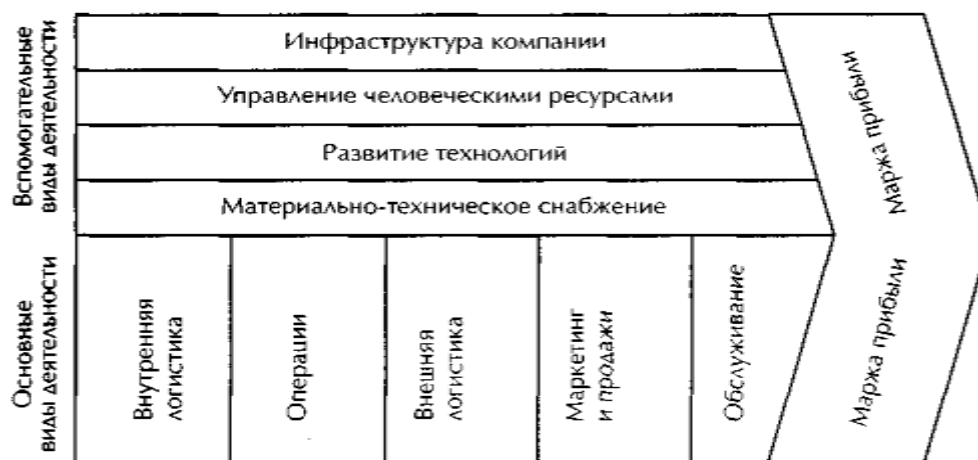 Вспомогательные
виды деятельности
Инфраструктура компании
Управление человеческими ресурсами
Развитие технологий
Материально-техническое снабжение
Маржа прибыли
Основные
виды деятельности
Внутренняя
логистика
Операции
Внешняя
логистика
Маркетинг
и продажи
Обслуживание
Маржа прибыли